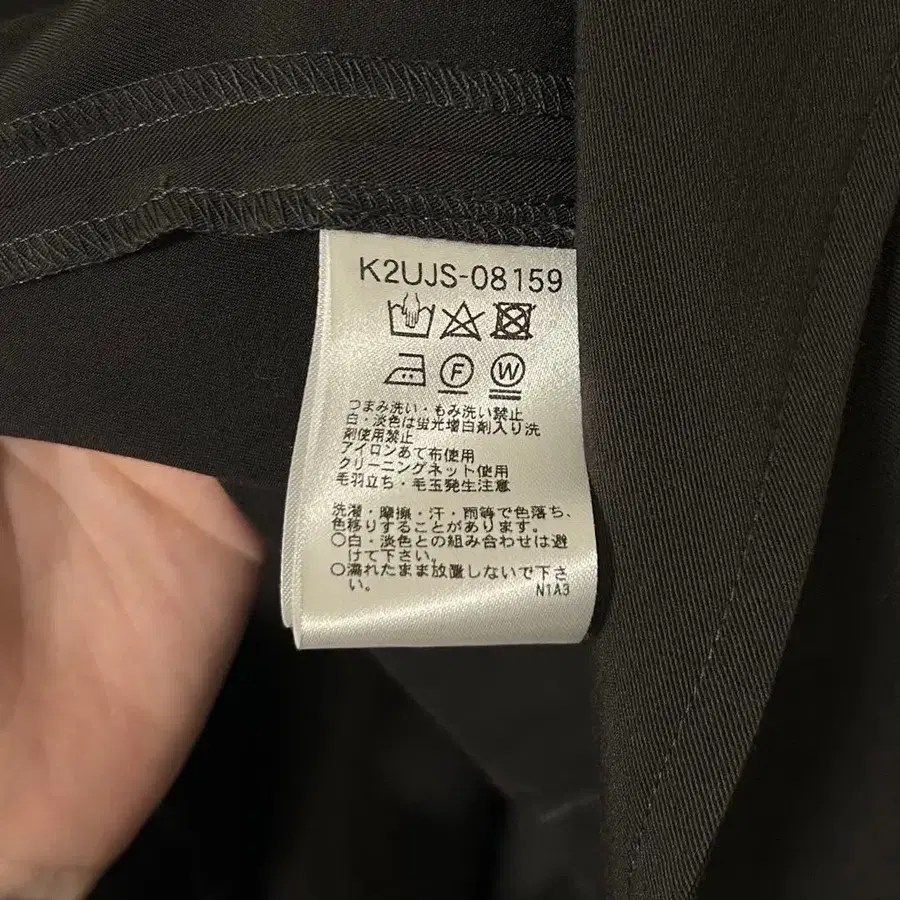 K2UJS-08159
F W
つまみ洗い・もみ洗い禁止
白・淡色は蛍光増白剤入り洗
剤使用禁止
アイロンあて布使用
クリーニングネット使用
毛羽立ち・毛玉発生注意
洗濯・摩擦・汗・雨等で色落ち、
色移りすることがあります。
○白・淡色との組み合わせは避
けて下さい。
○濡れたまま放置しないで下さ
い。
N1A3